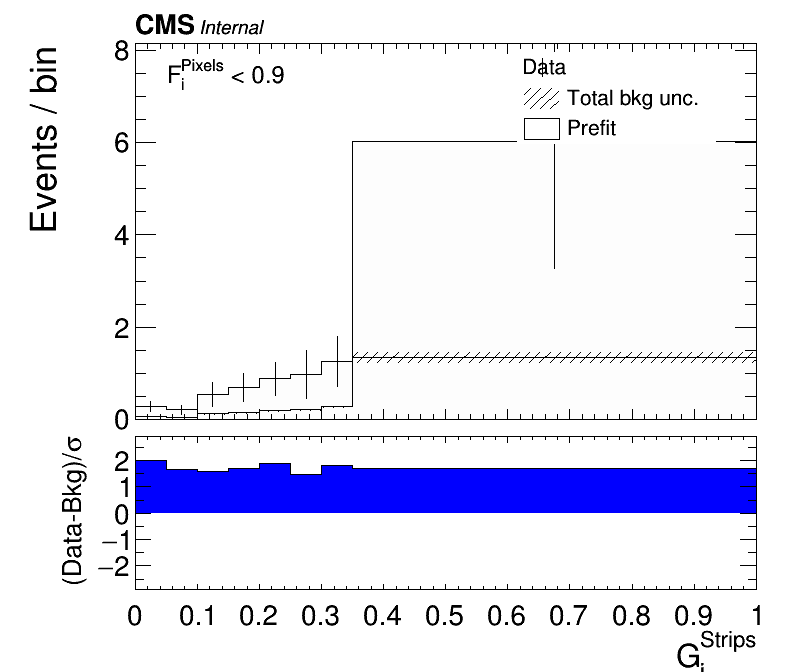 CMS Internal
F_i^Pixels < 0.9
Data
Total bkg unc.
Prefit
Events / bin
8
6
4
2
0
(Data-Bkg)/σ
2
1
0
−1
−2
0 0.1 0.2 0.3 0.4 0.5 0.6 0.7 0.8 0.9 1
G_i^Strips